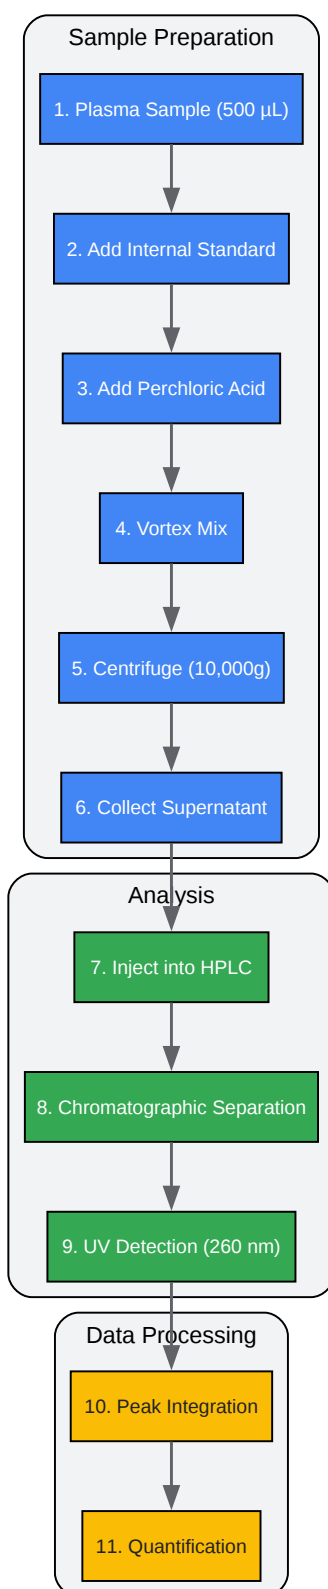 Sample Preparation
1. Plasma Sample (500 µL)
2. Add Internal Standard
3. Add Perchloric Acid
4. Vortex Mix
5. Centrifuge (10,000g)
6. Collect Supernatant
Analysis
7. Inject into HPLC
8. Chromatographic Separation
9. UV Detection (260 nm)
Data Processing
10. Peak Integration
11. Quantification